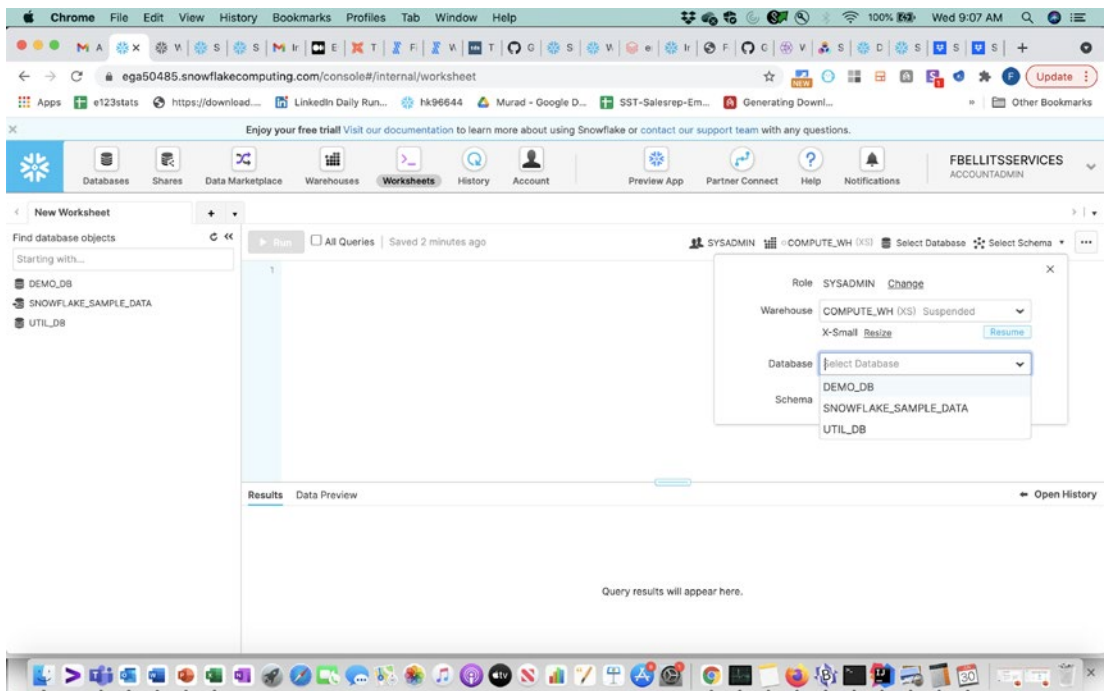 Chrome File Edit View History Bookmarks Profiles Tab Window Help 100% Wed 9:07 AM
ega50485.snowflakecomputing.com/console#/internal/worksheet NEW Update
Apps e123stats https://download.... LinkedIn Daily Run... hk96644 Murad - Google D... SST-Salesrep-Em... Generating Downl... » Other Bookmarks
Enjoy your free trial! Visit our documentation to learn more about using Snowflake or contact our support team with any questions.
Databases Shares Data Marketplace Warehouses Worksheets History Account Preview App Partner Connect Help Notifications
FBELLITSSERVICES
ACCOUNTADMIN
New Worksheet
Find database objects
Run All Queries Saved 2 minutes ago SYSADMIN COMPUTE_WH (XS) Select Database Select Schema
Starting with...
DEMO_DB
SNOWFLAKE_SAMPLE_DATA
UTIL_DB
1
Role SYSADMIN Change
Warehouse COMPUTE_WH (XS) Suspended
X-Small Resize Resume
Database Select Database
DEMO_DB
Schema
SNOWFLAKE_SAMPLE_DATA
UTIL_DB
Results Data Preview Open History
Query results will appear here.